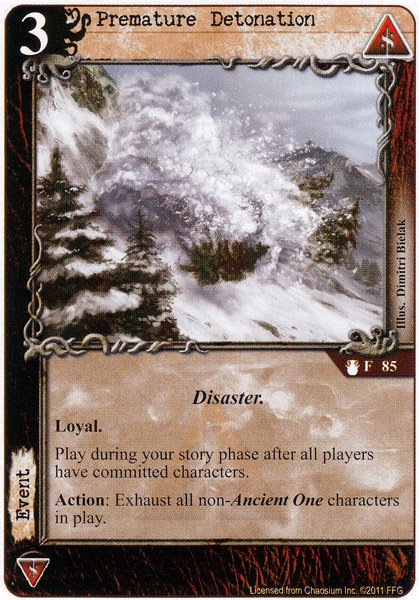 3
Premature Detonation
Illus. Dimitri Bielak
F 85
Disaster.
Loyal.
Play during your story phase after all players
have committed characters.
Action: Exhaust all non-Ancient One characters
in play.
Event
Licensed from Chaosium Inc. ©2011 FFG